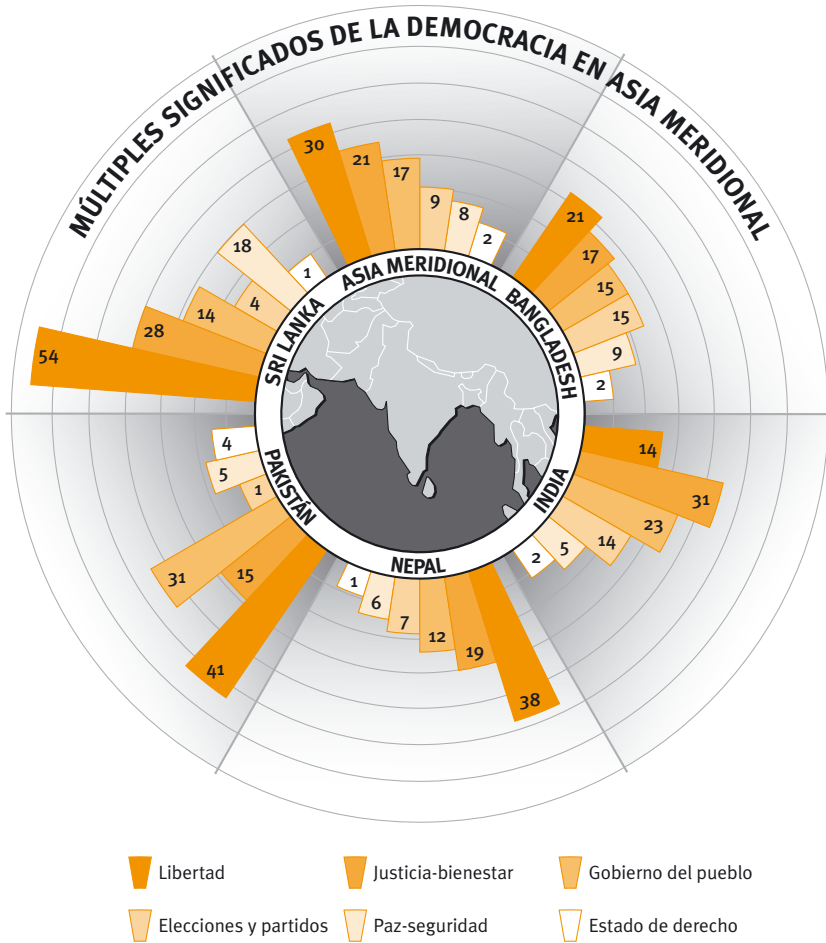 MÚLTIPLES SIGNIFICADOS DE LA DEMOCRACIA EN ASIA MERIDIONAL
ASIA MERIDIONAL
30
21
17
9
8
2
BANGLADESH
21
17
15
15
9
2
INDIA
14
31
23
14
5
2
NEPAL
38
19
12
7
6
1
PAKISTÁN
41
15
31
1
5
4
SRI LANKA
54
28
14
4
18
1
Libertad
Justicia-bienestar
Gobierno del pueblo
Elecciones y partidos
Paz-seguridad
Estado de derecho